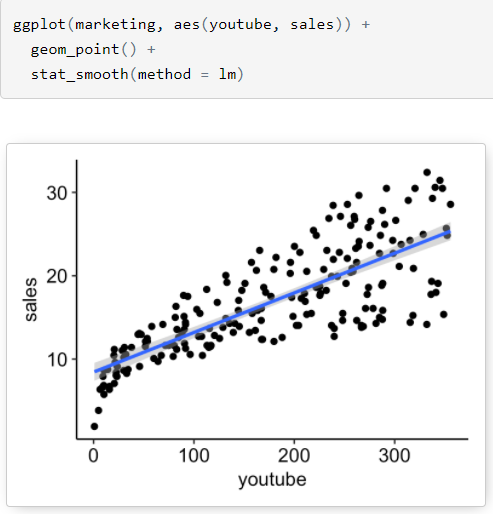 ggplot(marketing, aes(youtube, sales)) +
  geom_point() +
  stat_smooth(method = lm)
30
20
10
sales
0 100 200 300
youtube